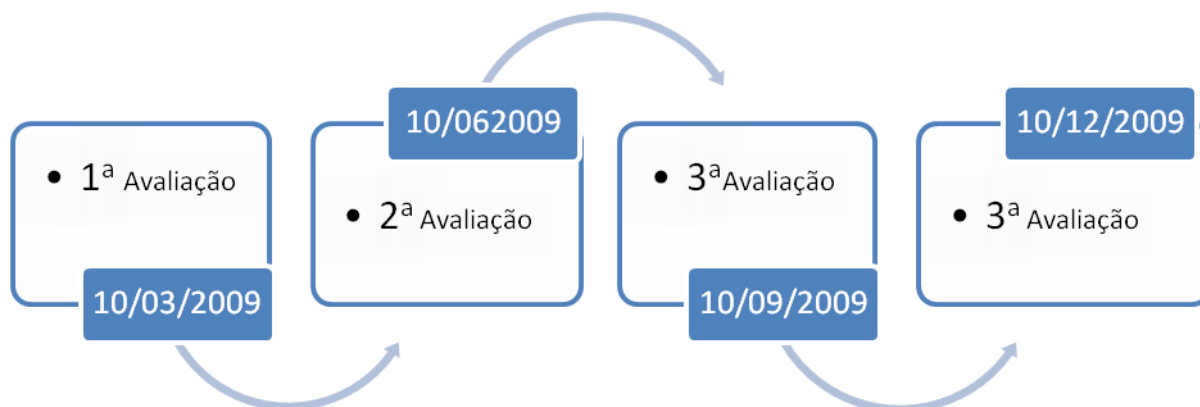 • 1ª Avaliação
10/03/2009
10/062009
• 2ª Avaliação
• 3ªAvaliação
10/09/2009
10/12/2009
• 3ª Avaliação